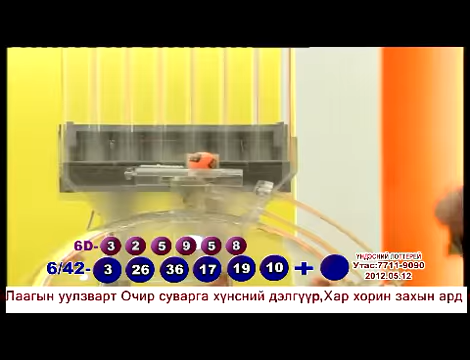 6D- 3 2 5 9 5 8
6/42- 3 26 36 17 19 10 +
ҮНДЭСНИЙ ЛОТТЕРЕЙ
Утас:7711-9090
2012.05.12
Лаагын уулзварт Очир суварга хүнсний дэлгүүр,Хар хорин захын ард